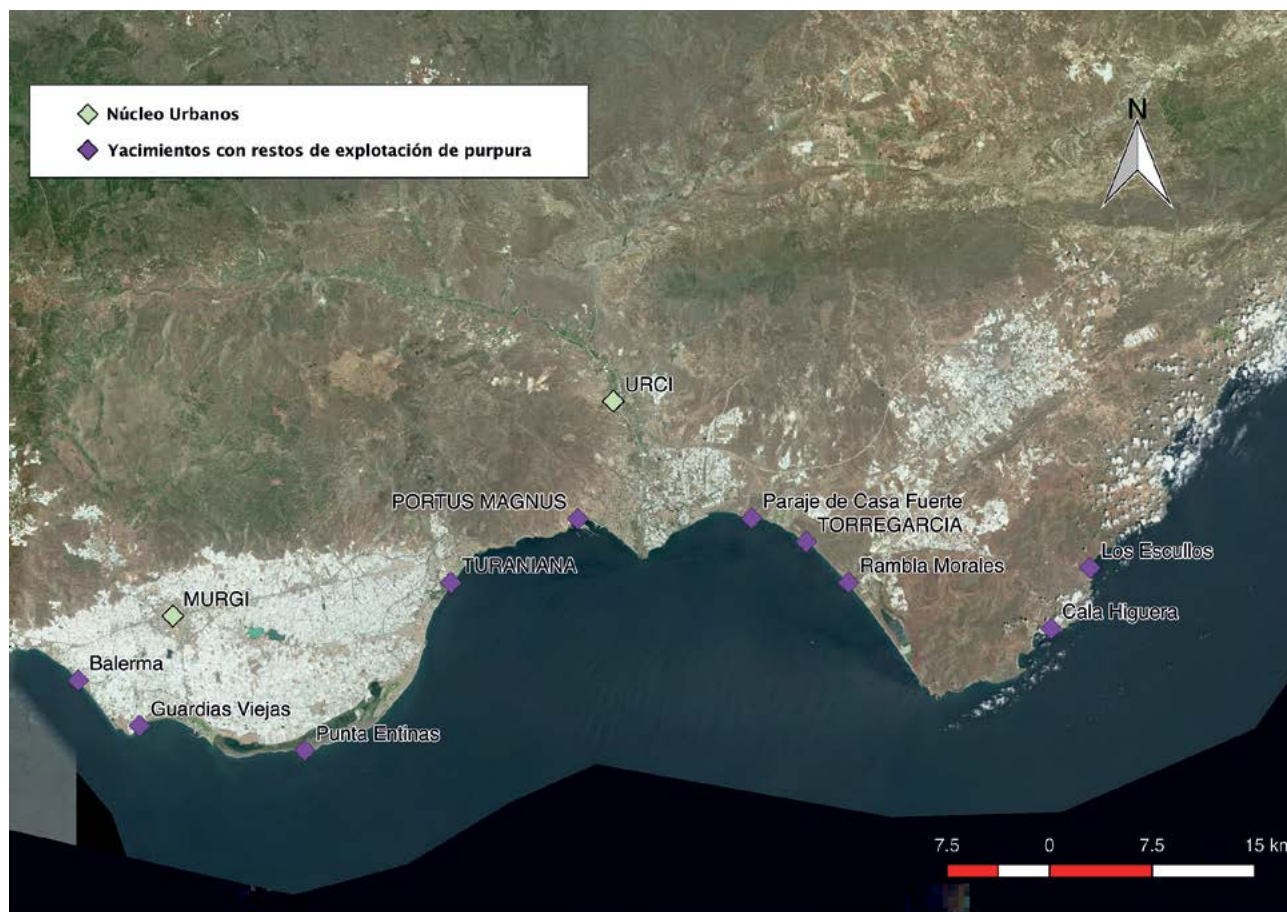 Núcleo Urbanos
Yacimientos con restos de explotación de purpura
N
URCI
PORTUS MAGNUS
Paraje de Casa Fuerte
TORREGARCIA
TURANIANA
Rambla Morales
Los Escullos
MURGI
Cala Higuera
Balerma
Guardias Viejas
Punta Entinas
7.5 0 7.5 15 km